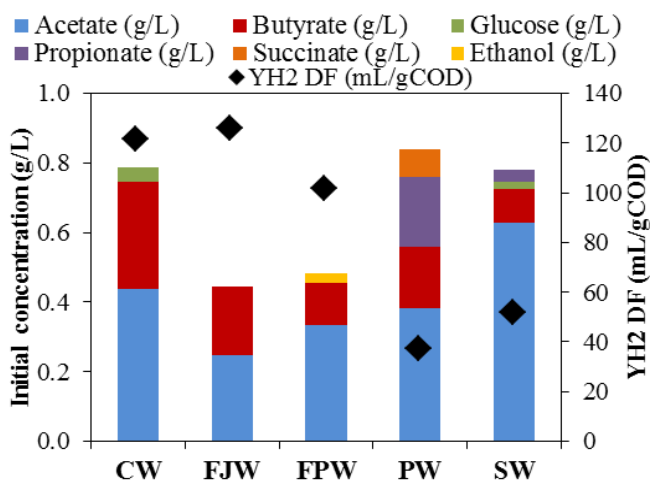 Acetate (g/L) Butyrate (g/L) Glucose (g/L)
Propionate (g/L) Succinate (g/L) Ethanol (g/L)
YH2 DF (mL/gCOD)
Initial concentration (g/L)
1.0
0.8
0.6
0.4
0.2
0.0
140
120
100
80
60
40
20
0
YH2 DF (mL/gCOD)
CW FJW FPW PW SW